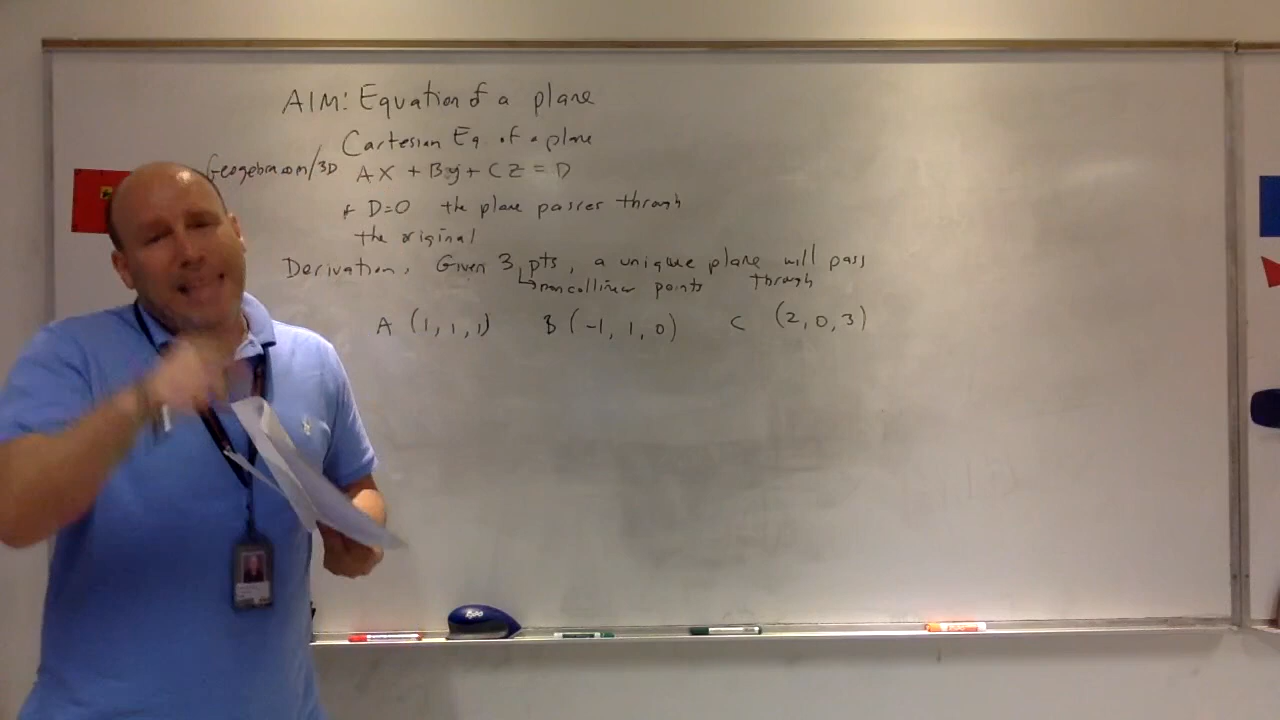 AIM: Equation of a plane
Cartesian Eq of a plane
Geogebra.com/3D AX + By + CZ = D
D=0 the plane passes through
the original
Derivation, Given 3 pts, a unique plane will pass
noncollinear points through
A (1, 1, 1) B (-1, 1, 0) C (2, 0, 3)
expo